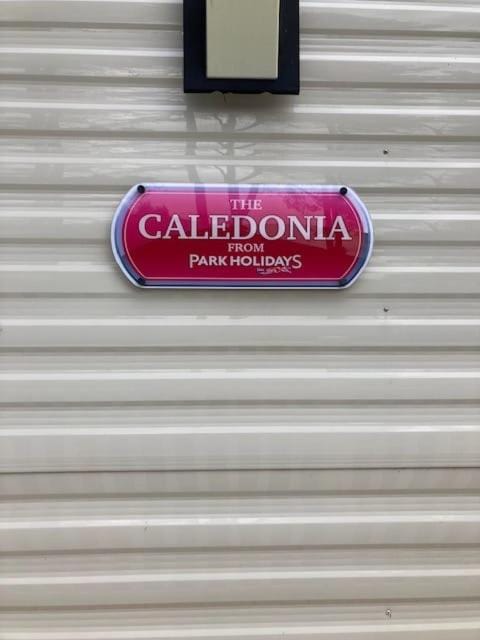 THE
CALEDONIA
FROM
PARK HOLIDAYS